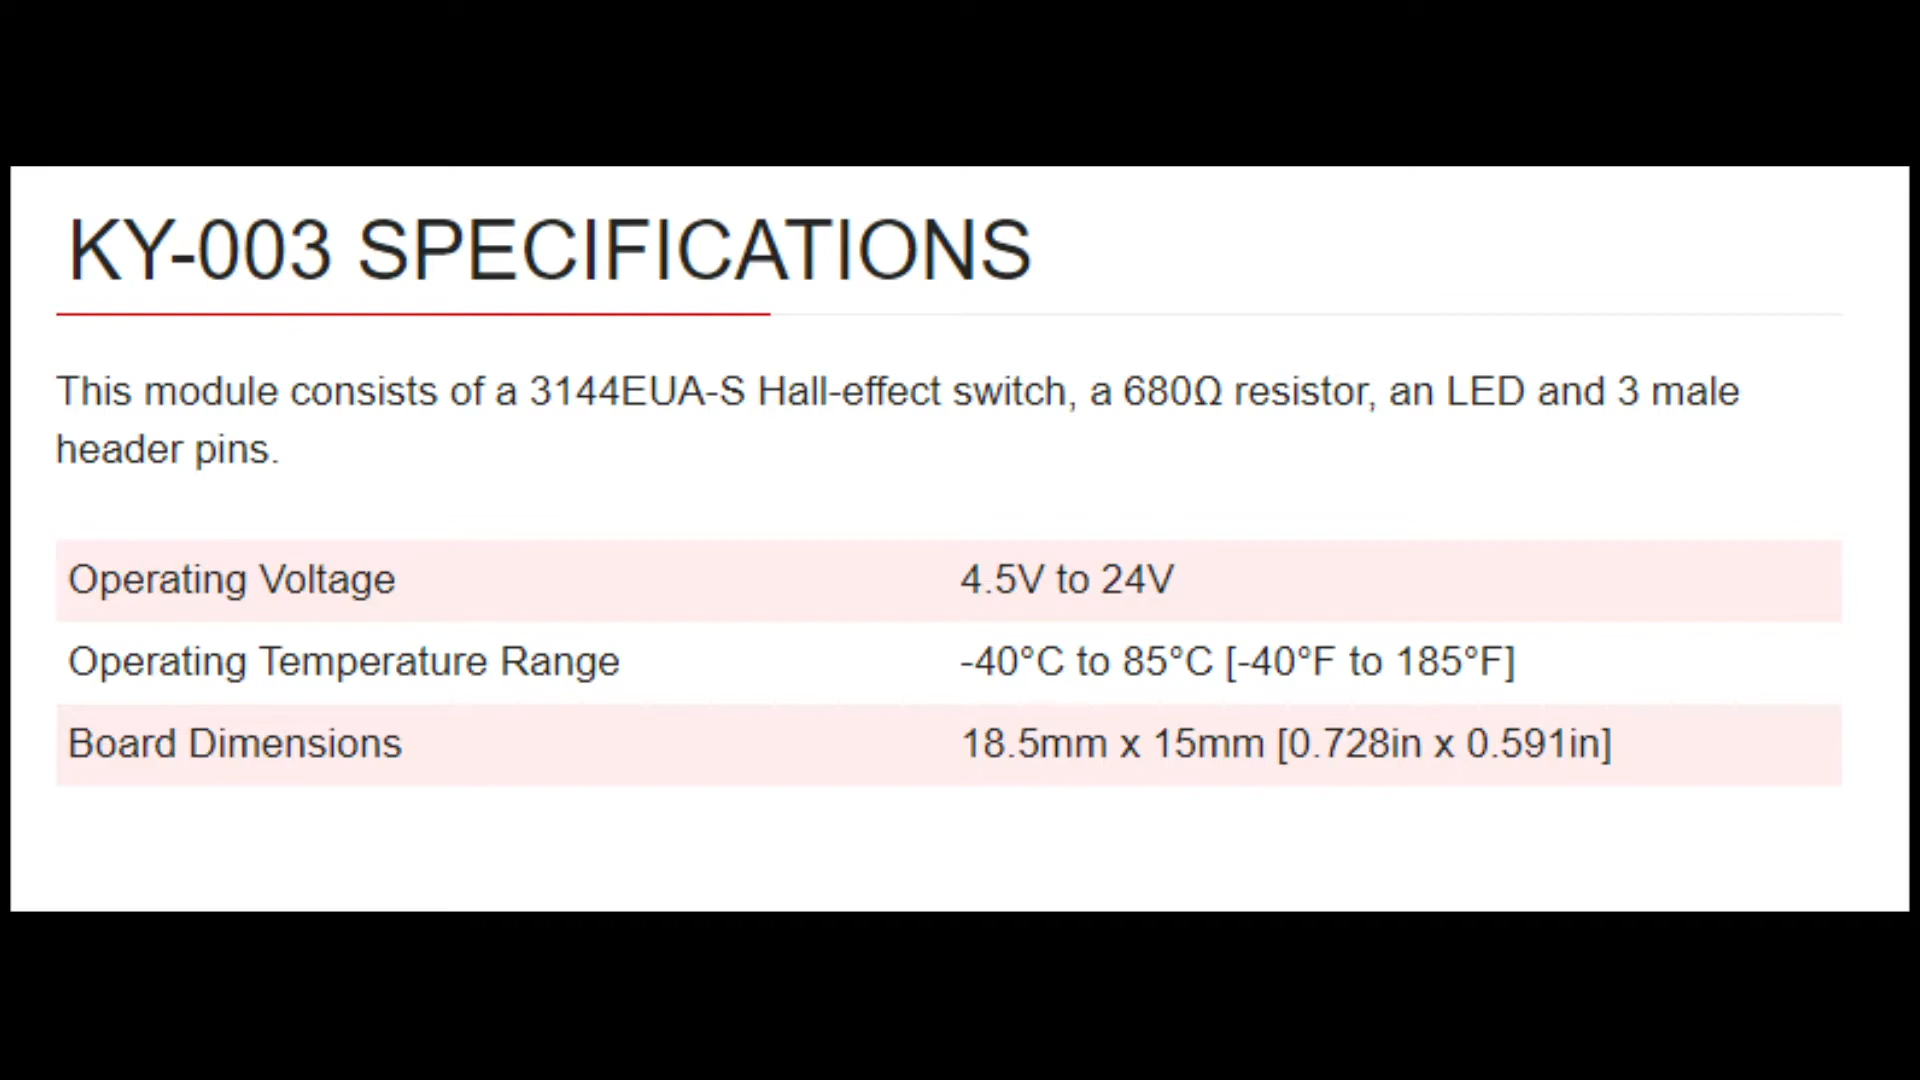 KY-003 SPECIFICATIONS
This module consists of a 3144EUA-S Hall-effect switch, a 680Ω resistor, an LED and 3 male
header pins.
Operating Voltage 4.5V to 24V
Operating Temperature Range -40°C to 85°C [-40°F to 185°F]
Board Dimensions 18.5mm x 15mm [0.728in x 0.591in]